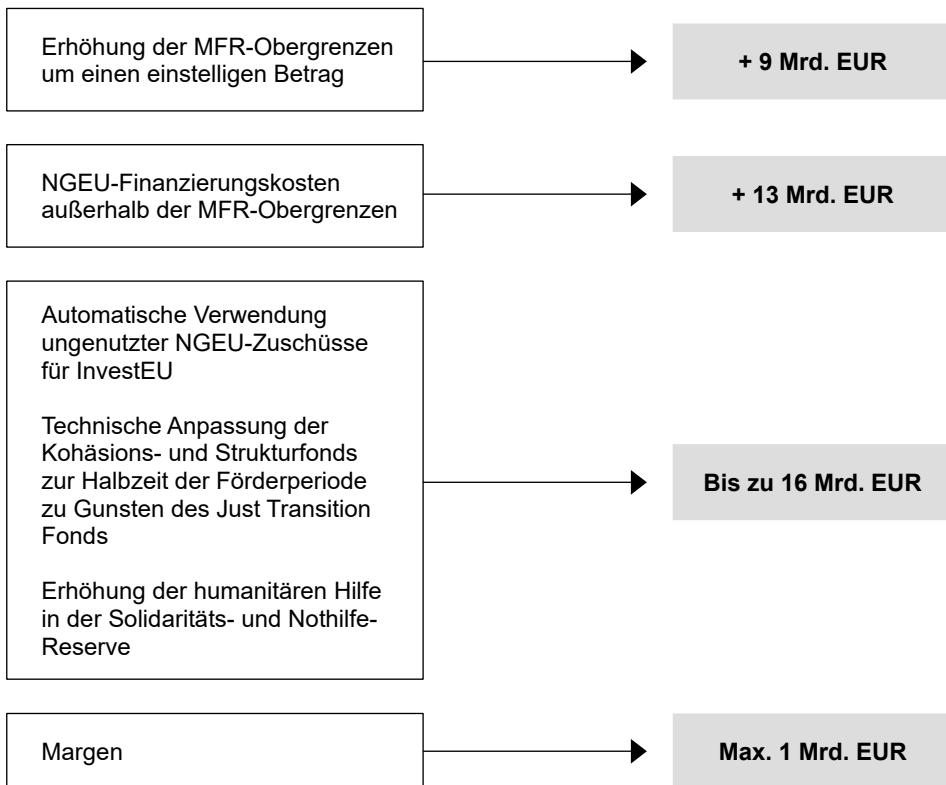 Erhöhung der MFR-Obergrenzen
um einen einstelligen Betrag
+ 9 Mrd. EUR
NGEU-Finanzierungskosten
außerhalb der MFR-Obergrenzen
+ 13 Mrd. EUR
Automatische Verwendung
ungenutzter NGEU-Zuschüsse
für InvestEU
Technische Anpassung der
Kohäsions- und Strukturfonds
zur Halbzeit der Förderperiode
zu Gunsten des Just Transition
Fonds
Erhöhung der humanitären Hilfe
in der Solidaritäts- und Nothilfe-
Reserve
Bis zu 16 Mrd. EUR
Margen
Max. 1 Mrd. EUR